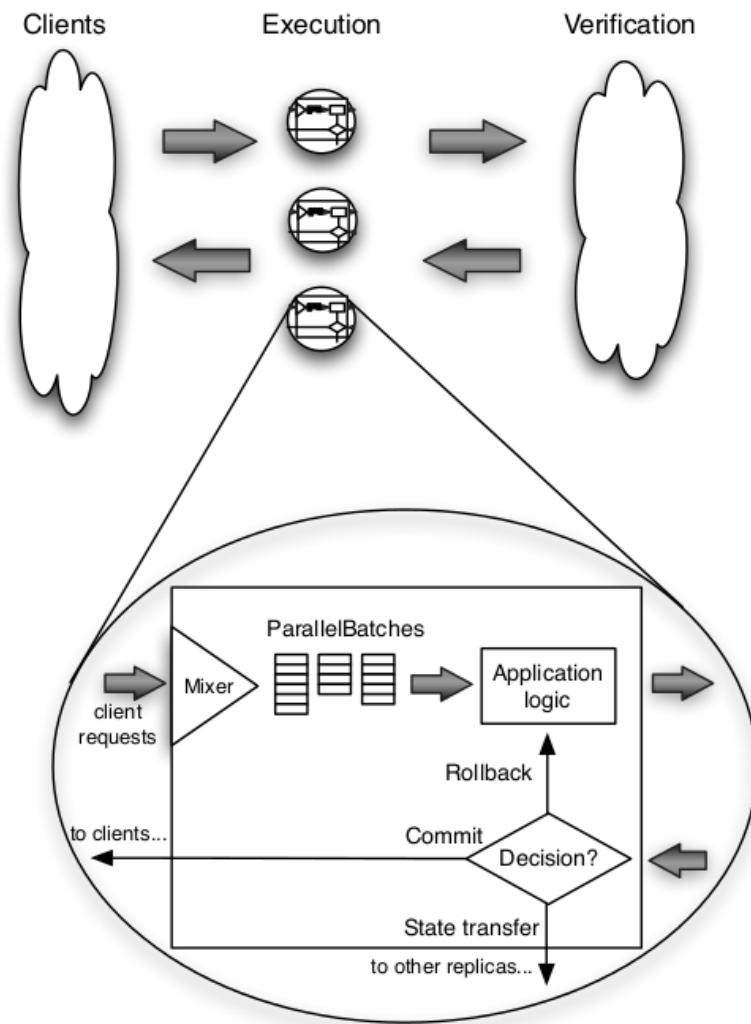 Clients
Execution
Verification
ParallelBatches
Mixer
Application
logic
client
requests
Rollback
to clients...
Commit
Decision?
State transfer
to other replicas...